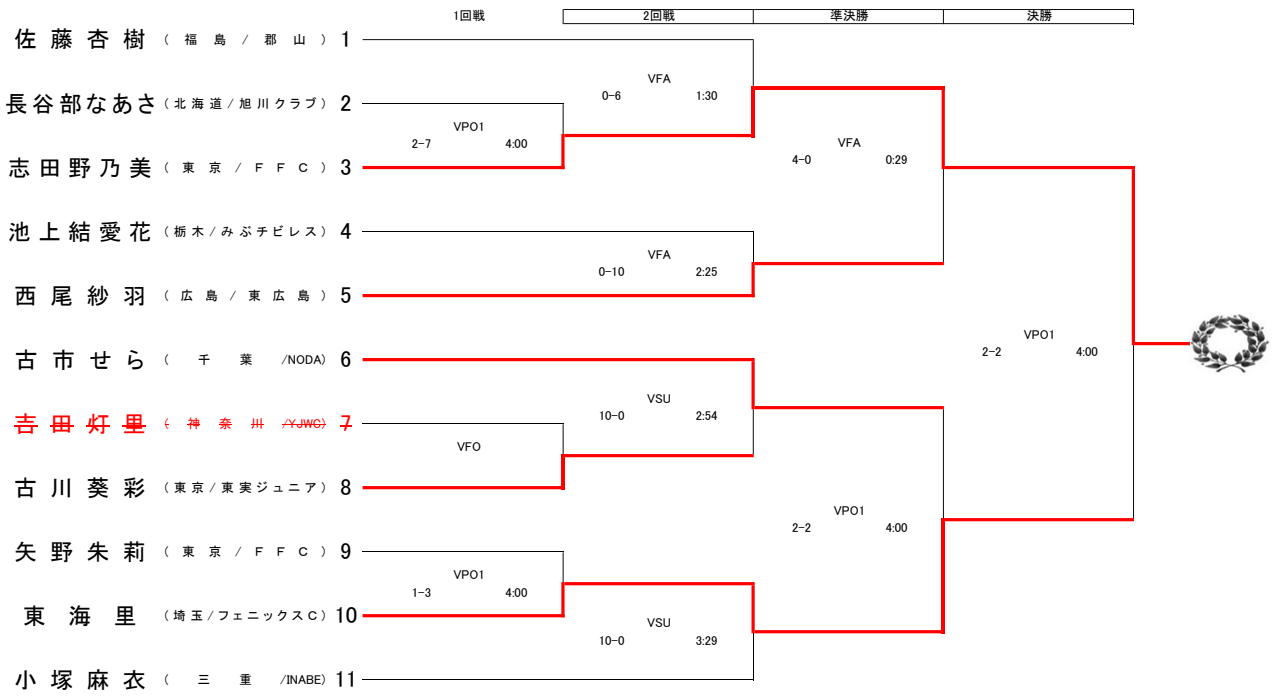 1回戦 2回戦 準決勝 決勝
佐藤杏樹 (福島/郡山) 1
VFA
0-6 1:30
長谷部なあさ (北海道/旭川クラブ) 2
VPO1
2-7 4:00
VFA
4-0 0:29
志田野乃美 (東京/FFC) 3
池上結愛花 (栃木/みぶチビレス) 4
VFA
0-10 2:25
西尾紗羽 (広島/東広島) 5
VPO1
2-2 4:00
古市せら (千葉/NODA) 6
VSU
10-0 2:54
吉田灯里 (神奈川/YJWC) 7
VFO
古川葵彩 (東京/東実ジュニア) 8
VPO1
2-2 4:00
矢野朱莉 (東京/FFC) 9
VPO1
1-3 4:00
東海里 (埼玉/フェニックスC) 10
VSU
10-0 3:29
小塚麻衣 (三重/INABE) 11